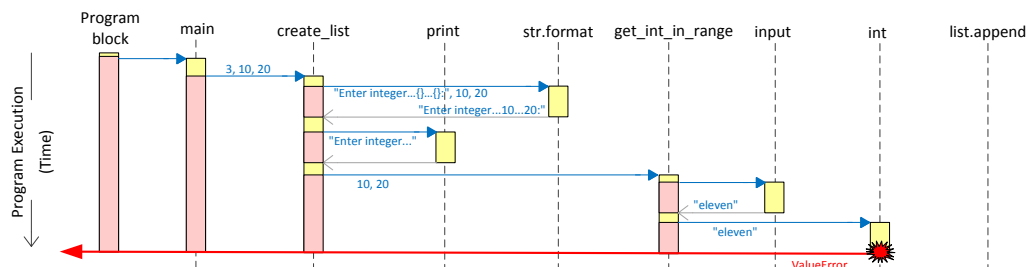 Program
block
main
create_list
print
str.format
get_int_in_range
input
int
list.append
Program Execution
(Time)
3, 10, 20
"Enter integer...{}...{}:", 10, 20
"Enter integer...10...20:"
"Enter integer..."
10, 20
"eleven"
"eleven"
ValueError